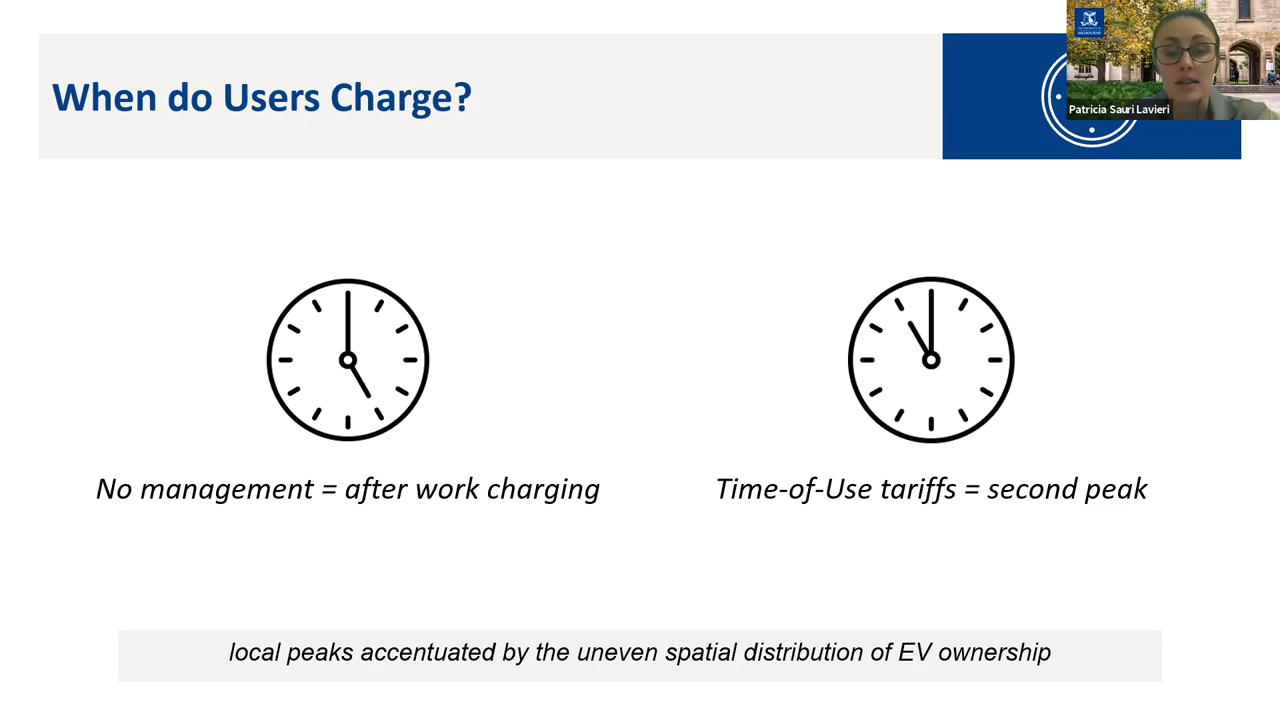 When do Users Charge?
MELBOURNE
Patricia Sauri Lavieri
No management = after work charging
Time-of-Use tariffs = second peak
local peaks accentuated by the uneven spatial distribution of EV ownership